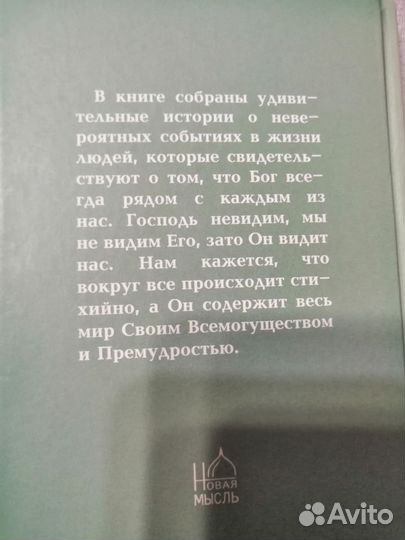 В книге собраны удиви–
тельные истории о неве–
роятных событиях в жизни
людей, которые свидетель–
ствуют о том, что Бог все–
гда рядом с каждым из
нас. Господь невидим, мы
не видим Его, зато Он видит
нас. Нам кажется, что
вокруг все происходит сти–
хийно, а Он содержит весь
мир Своим Всемогуществом
и Премудростью.
Новая
мысль
Avito